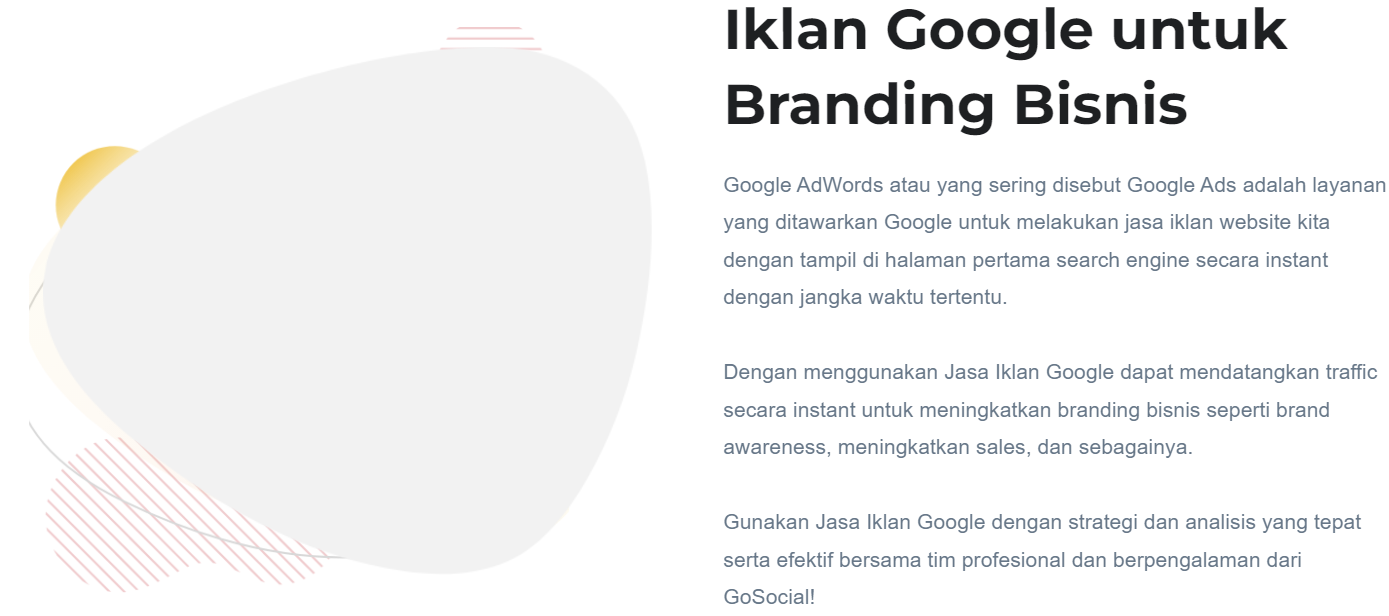 Iklan Google untuk
Branding Bisnis
Google AdWords atau yang sering disebut Google Ads adalah layanan
yang ditawarkan Google untuk melakukan jasa iklan website kita
dengan tampil di halaman pertama search engine secara instant
dengan jangka waktu tertentu.
Dengan menggunakan Jasa Iklan Google dapat mendatangkan traffic
secara instant untuk meningkatkan branding bisnis seperti brand
awareness, meningkatkan sales, dan sebagainya.
Gunakan Jasa Iklan Google dengan strategi dan analisis yang tepat
serta efektif bersama tim profesional dan berpengalaman dari
GoSocial!